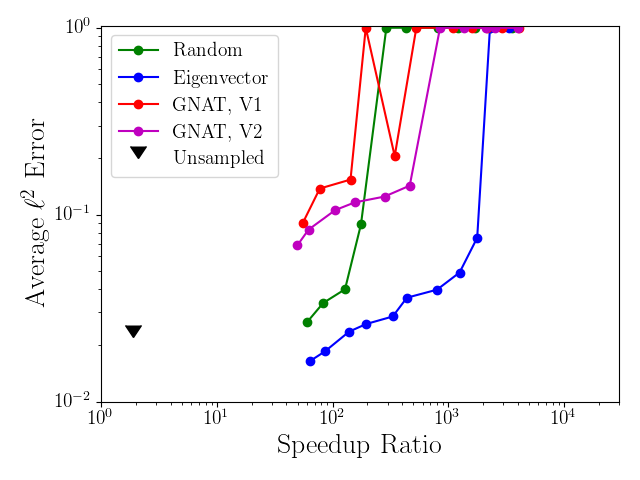 10^0
Random
Eigenvector
GNAT, V1
GNAT, V2
Unsampled
10^{-1}
Average ℓ^2 Error
10^{-2}
10^0 10^1 10^2 10^3 10^4
Speedup Ratio